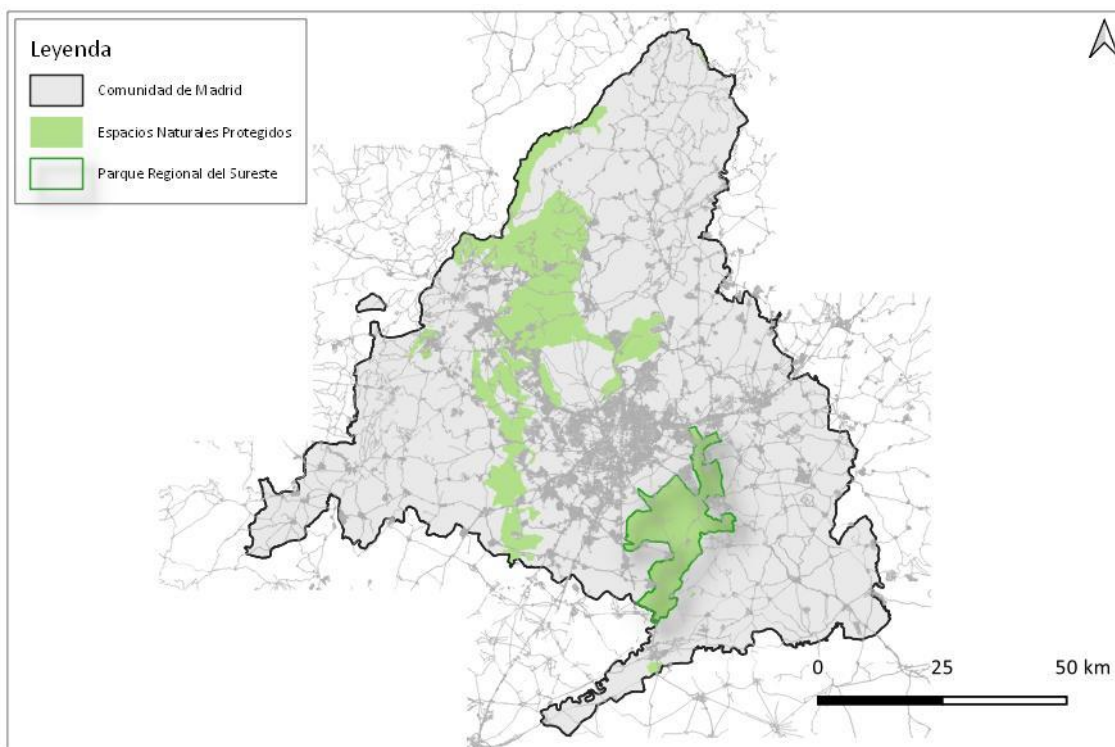 Leyenda
Comunidad de Madrid
Espacios Naturales Protegidos
Parque Regional del Sureste
0 25 50 km